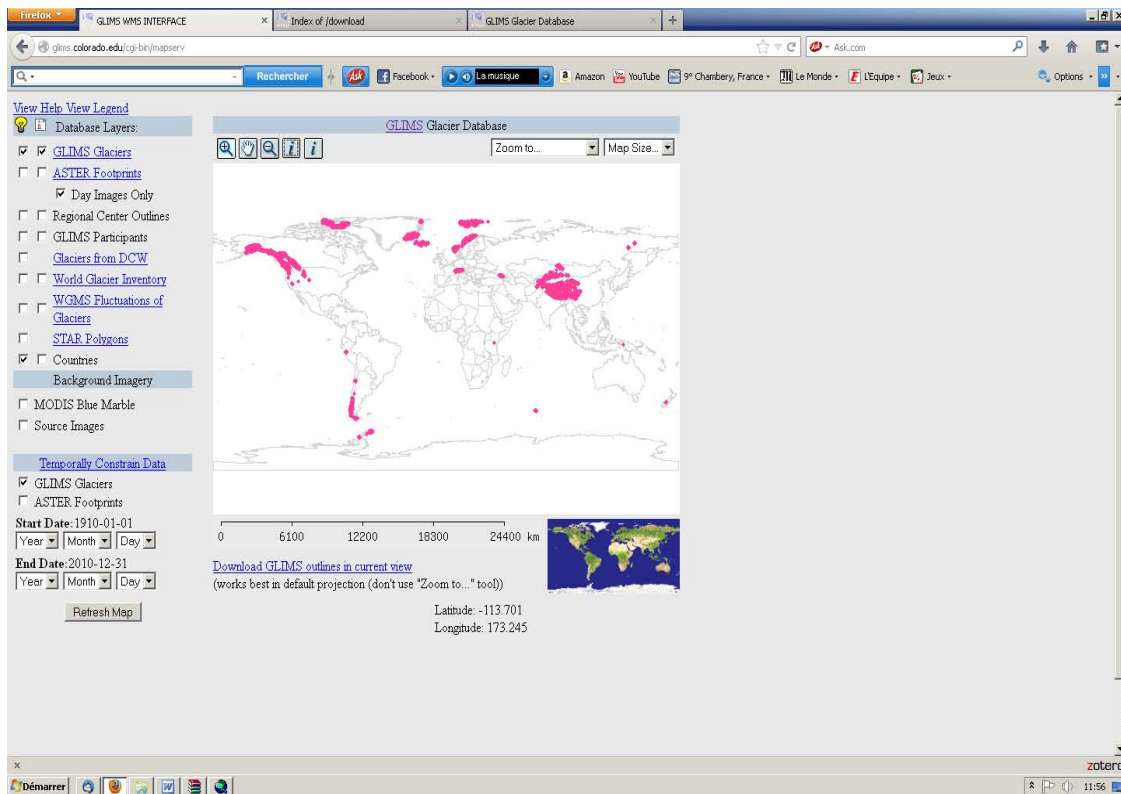 Firefox
GLIMS WMS INTERFACE
Index of /download
GLIMS Glacier Database
glims.colorado.edu/cgi-bin/mapserv
Ask.com
Rechercher
Ask
Facebook
La musique
Amazon
YouTube
9° Chambery, France
Le Monde
L'Equipe
Jeux
Options
View Help View Legend
Database Layers:
GLIMS Glaciers
ASTER Footprints
Day Images Only
Regional Center Outlines
GLIMS Participants
Glaciers from DCW
World Glacier Inventory
WGMS Fluctuations of
Glaciers
STAR Polygons
Countries
Background Imagery
MODIS Blue Marble
Source Images
Temporally Constrain Data
GLIMS Glaciers
ASTER Footprints
Start Date:1910-01-01
Year Month Day
End Date:2010-12-31
Year Month Day
Refresh Map
GLIMS Glacier Database
Zoom to... Map Size...
0 6100 12200 18300 24400 km
Download GLIMS outlines in current view
(works best in default projection (don't use "Zoom to..." tool))
Latitude: -113.701
Longitude: 173.245
zotero
Démarrer
11:56